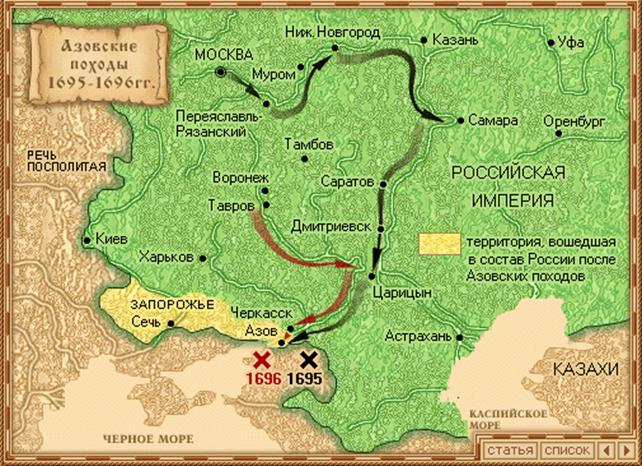 Азовские
походы
1695-1696гг.
Ниж.Новгород
Казань
Уфа
МОСКВА
Муром
Переяславль-
Рязанский
Самара
Оренбург
Тамбов
РЕЧЬ
ПОСПОЛИТАЯ
Воронеж
Саратов
РОССИЙСКАЯ
ИМПЕРИЯ
Тавров
Дмитриевск
Киев
Харьков
территория, вошедшая
в состав России после
Азовских походов
Царицын
ЗАПОРОЖЬЕ
Сечь
Черкасск
Азов
Астрахань
1696
1695
КАЗАХИ
ЧЕРНОЕ МОРЕ
КАСПИЙСКОЕ
МОРЕ
статья
список